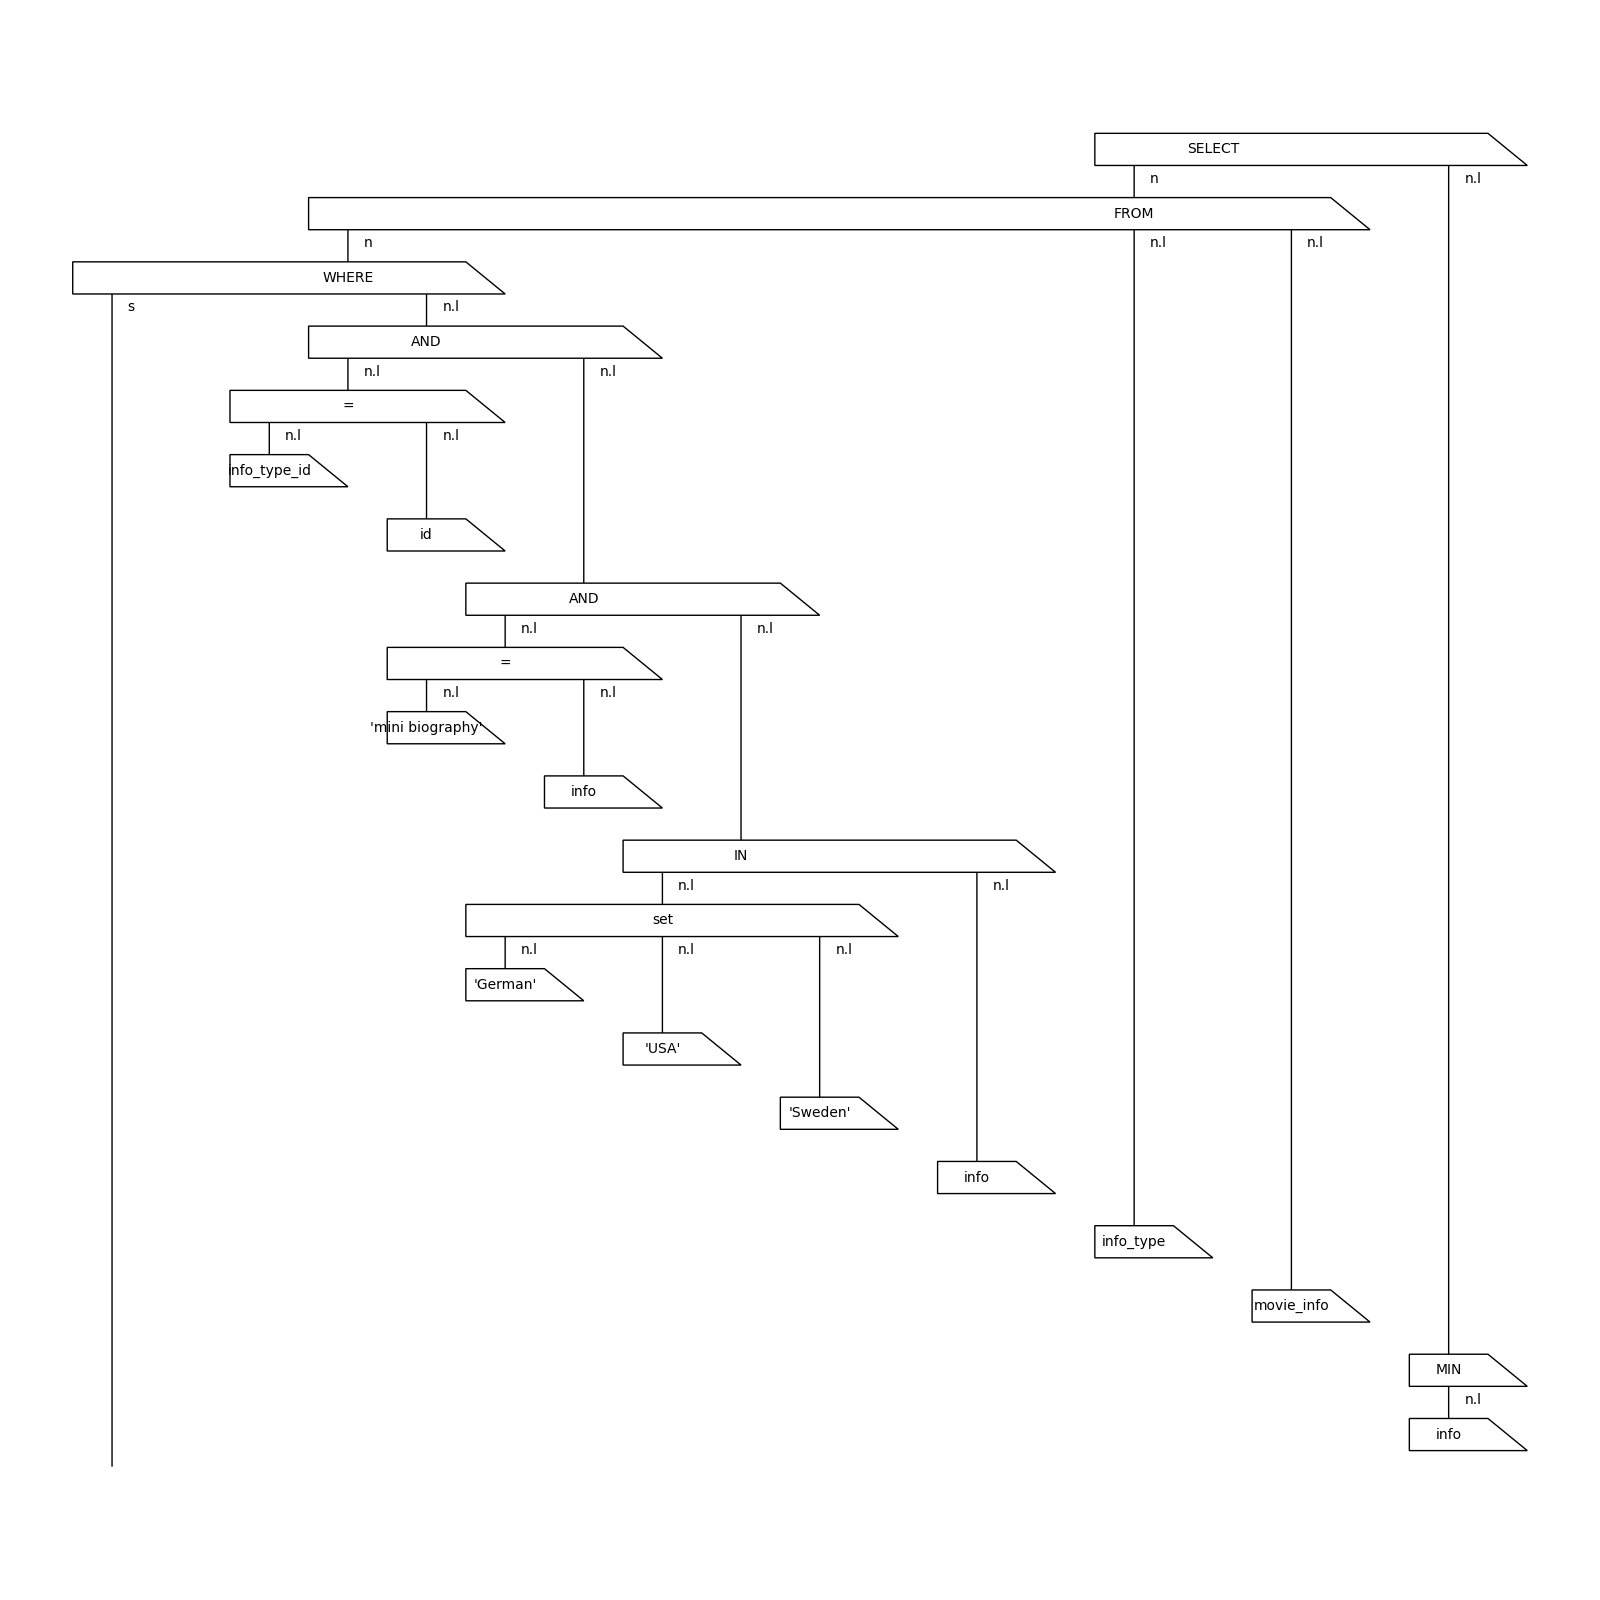 SELECT
n n.l
FROM
n n.l n.l
WHERE
s n.l
AND
n.l n.l
=
n.l n.l
info_type_id
id
AND
n.l n.l
=
n.l n.l
'mini biography'
info
IN
n.l n.l
set
n.l n.l n.l
'German'
'USA'
'Sweden'
info
info_type
movie_info
MIN
n.l
info